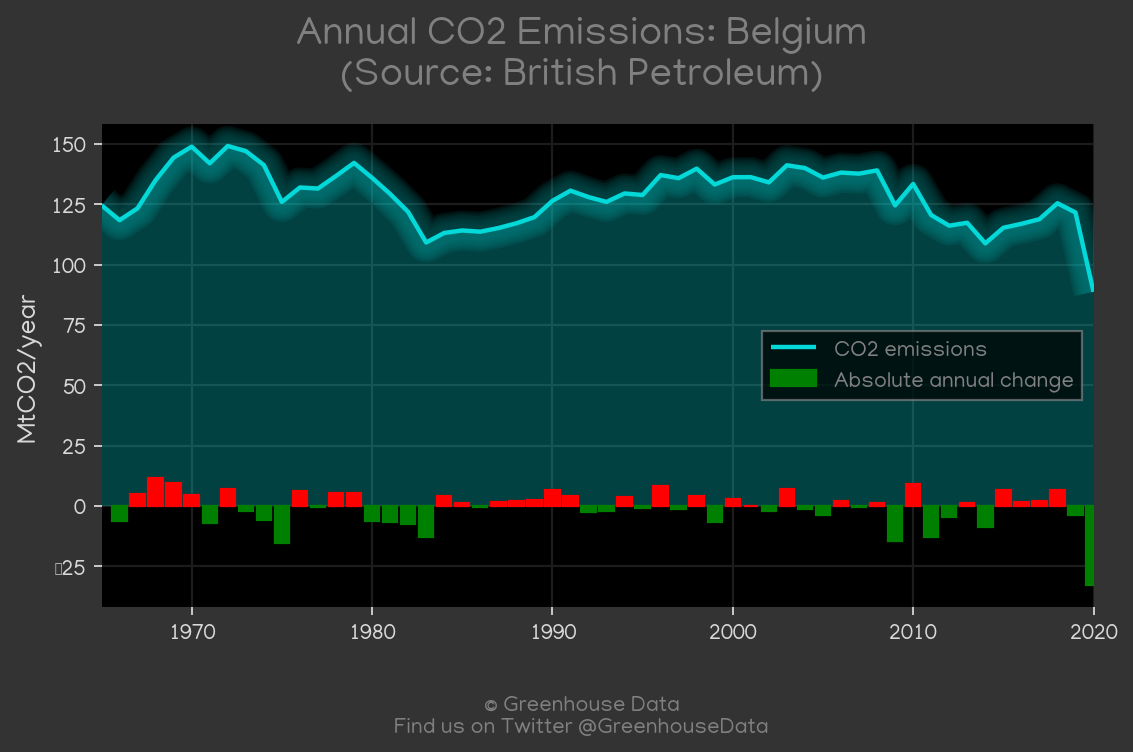 Annual CO2 Emissions: Belgium
(Source: British Petroleum)
MtCO2/year
150
125
100
75
50
25
0
▯25
CO2 emissions
Absolute annual change
1970
1980
1990
2000
2010
2020
© Greenhouse Data
Find us on Twitter @GreenhouseData